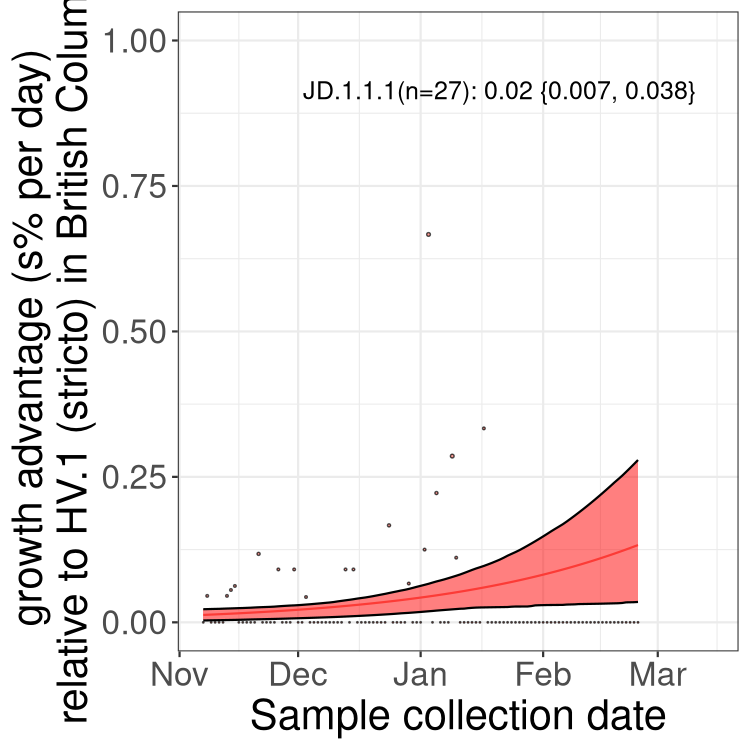 growth advantage (s% per day)
relative to HV.1 (stricto) in British Colum
1.00
0.75
0.50
0.25
0.00
JD.1.1.1(n=27): 0.02 {0.007, 0.038}
Nov Dec Jan Feb Mar
Sample collection date